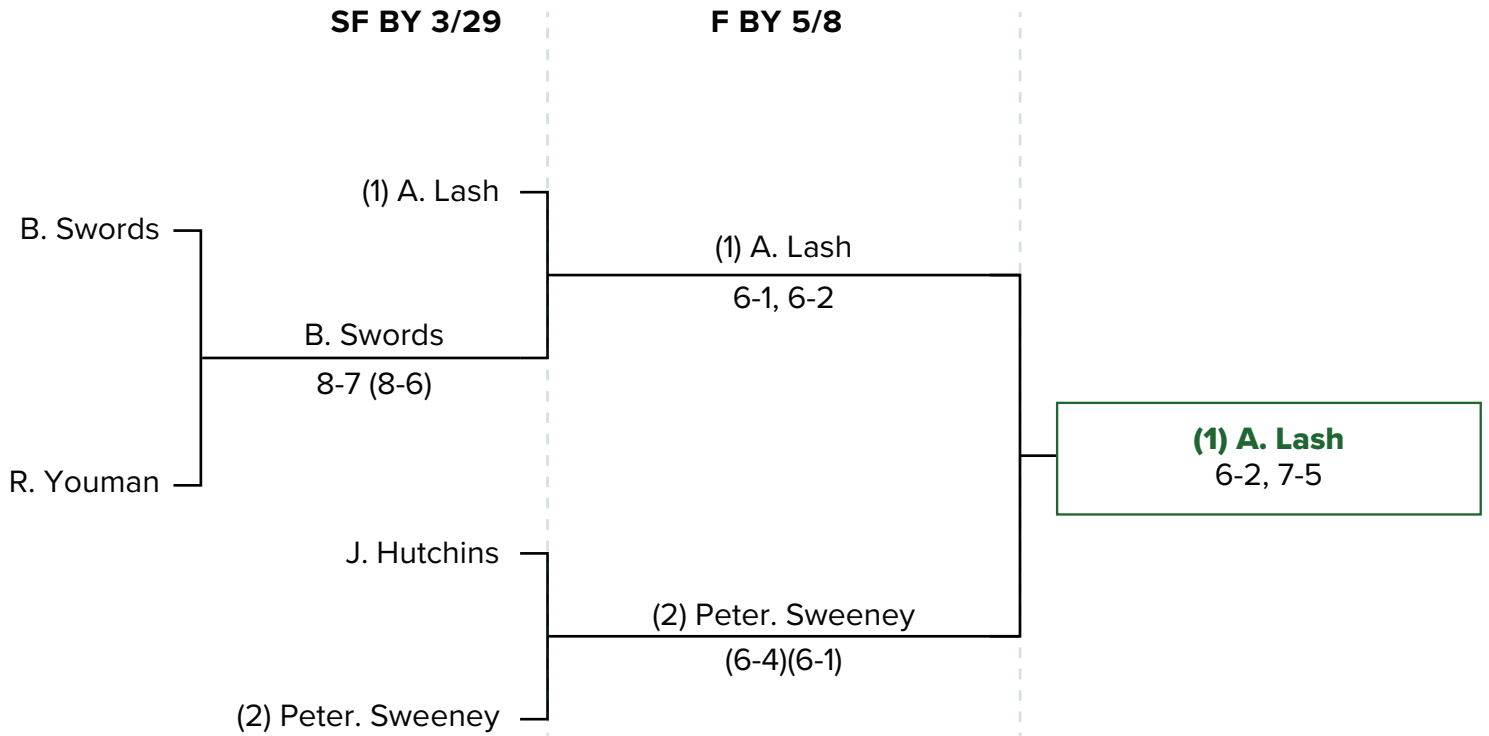 SF BY 3/29
F BY 5/8
B. Swords
R. Youman
(1) A. Lash
B. Swords
8-7 (8-6)
J. Hutchins
(2) Peter. Sweeney
(1) A. Lash
6-1, 6-2
(2) Peter. Sweeney
(6-4)(6-1)
(1) A. Lash
6-2, 7-5